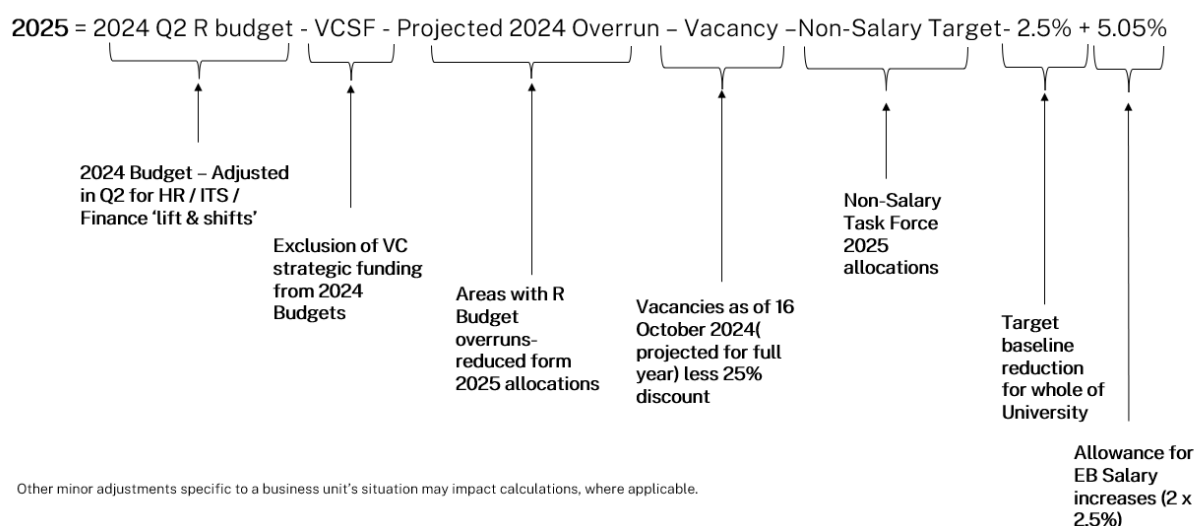 2025 = 2024 Q2 R budget - VCSF - Projected 2024 Overrun – Vacancy –Non-Salary Target- 2.5% + 5.05%
2024 Budget – Adjusted
in Q2 for HR / ITS /
Finance ‘lift & shifts’
Exclusion of VC
strategic funding
from 2024
Budgets
Areas with R
Budget
overruns-
reduced form
2025 allocations
Vacancies as of 16
October 2024(
projected for full
year) less 25%
discount
Non-Salary
Task Force
2025
allocations
Target
baseline
reduction
for whole of
University
Allowance for
EB Salary
increases (2 x
2.5%)
Other minor adjustments specific to a business unit’s situation may impact calculations, where applicable.